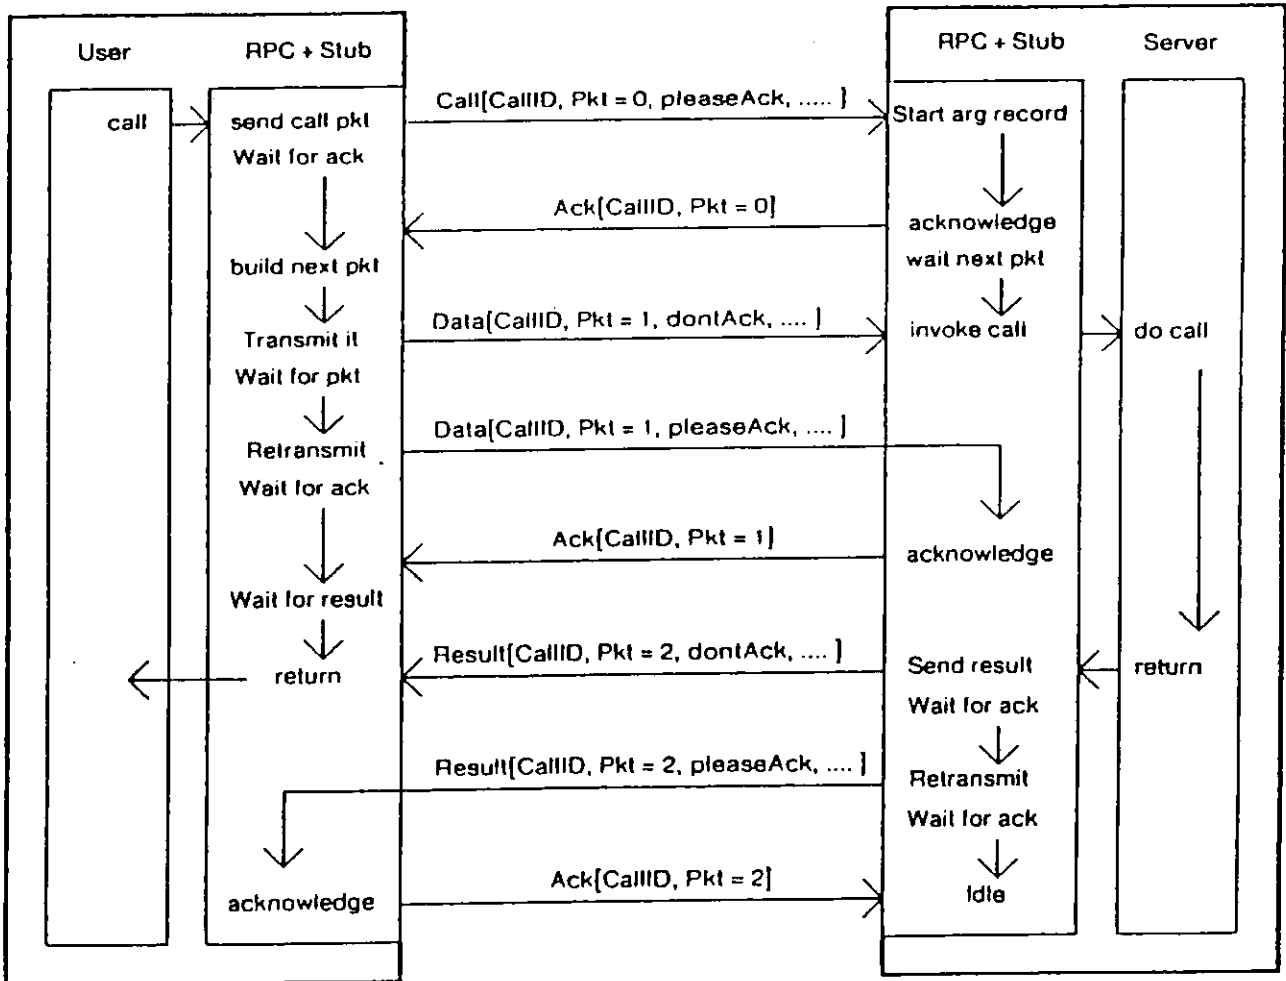 User
RPC + Stub
RPC + Stub
Server
call
send call pkt
Wait for ack
Call[CallID, Pkt = 0, pleaseAck, ..... ]
Start arg record
Ack[CallID, Pkt = 0]
acknowledge
wait next pkt
build next pkt
Transmit it
Wait for pkt
Data[CallID, Pkt = 1, dontAck, .... ]
invoke call
do call
Retransmit
Wait for ack
Data[CallID, Pkt = 1, pleaseAck, .... ]
Ack[CallID, Pkt = 1]
acknowledge
Wait for result
return
Result[CallID, Pkt = 2, dontAck, .... ]
Send result
Wait for ack
return
Result[CallID, Pkt = 2, pleaseAck, .... ]
Retransmit
Wait for ack
acknowledge
Ack[CallID, Pkt = 2]
Idle